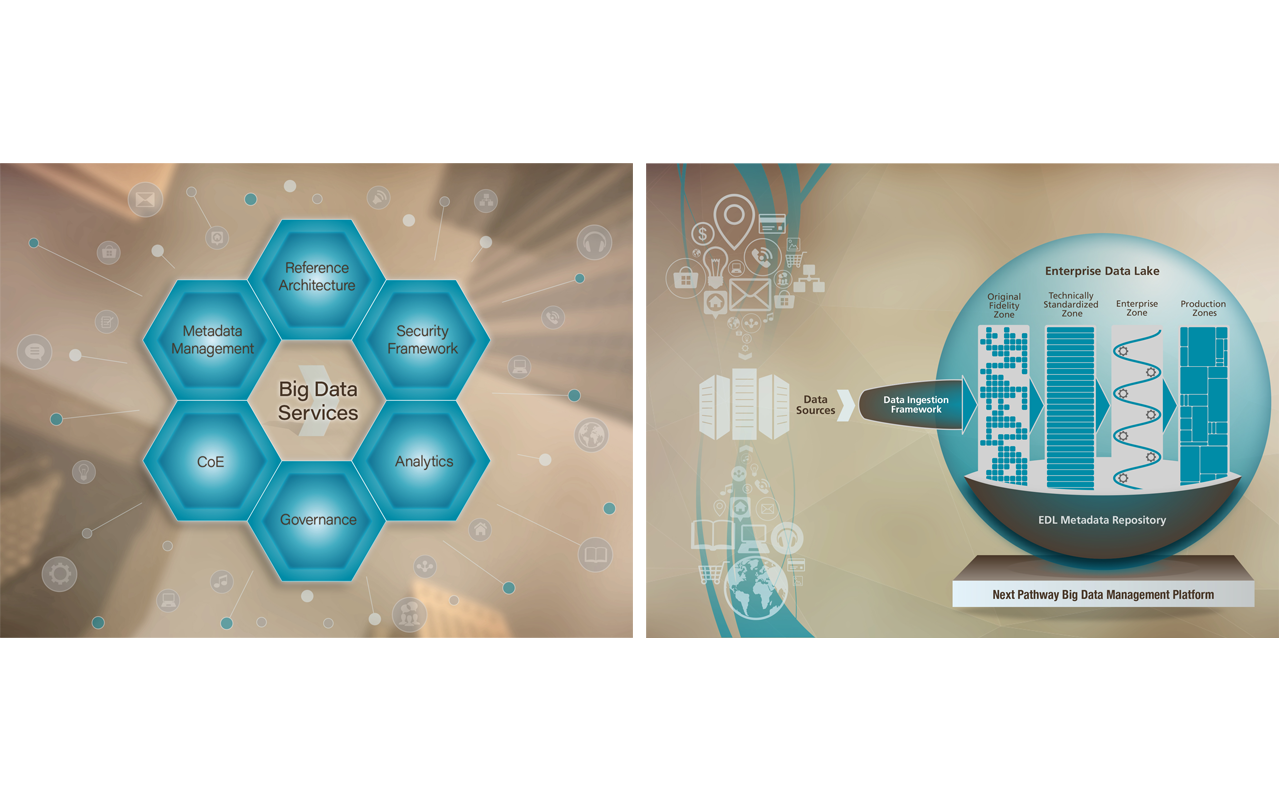 Reference
Architecture
Metadata
Management
Security
Framework
Big Data
Services
CoE
Analytics
Governance
Enterprise Data Lake
Original
Fidelity
Zone
Technically
Standardized
Zone
Enterprise
Zone
Production
Zones
Data
Sources
Data Ingestion
Framework
EDL Metadata Repository
Next Pathway Big Data Management Platform